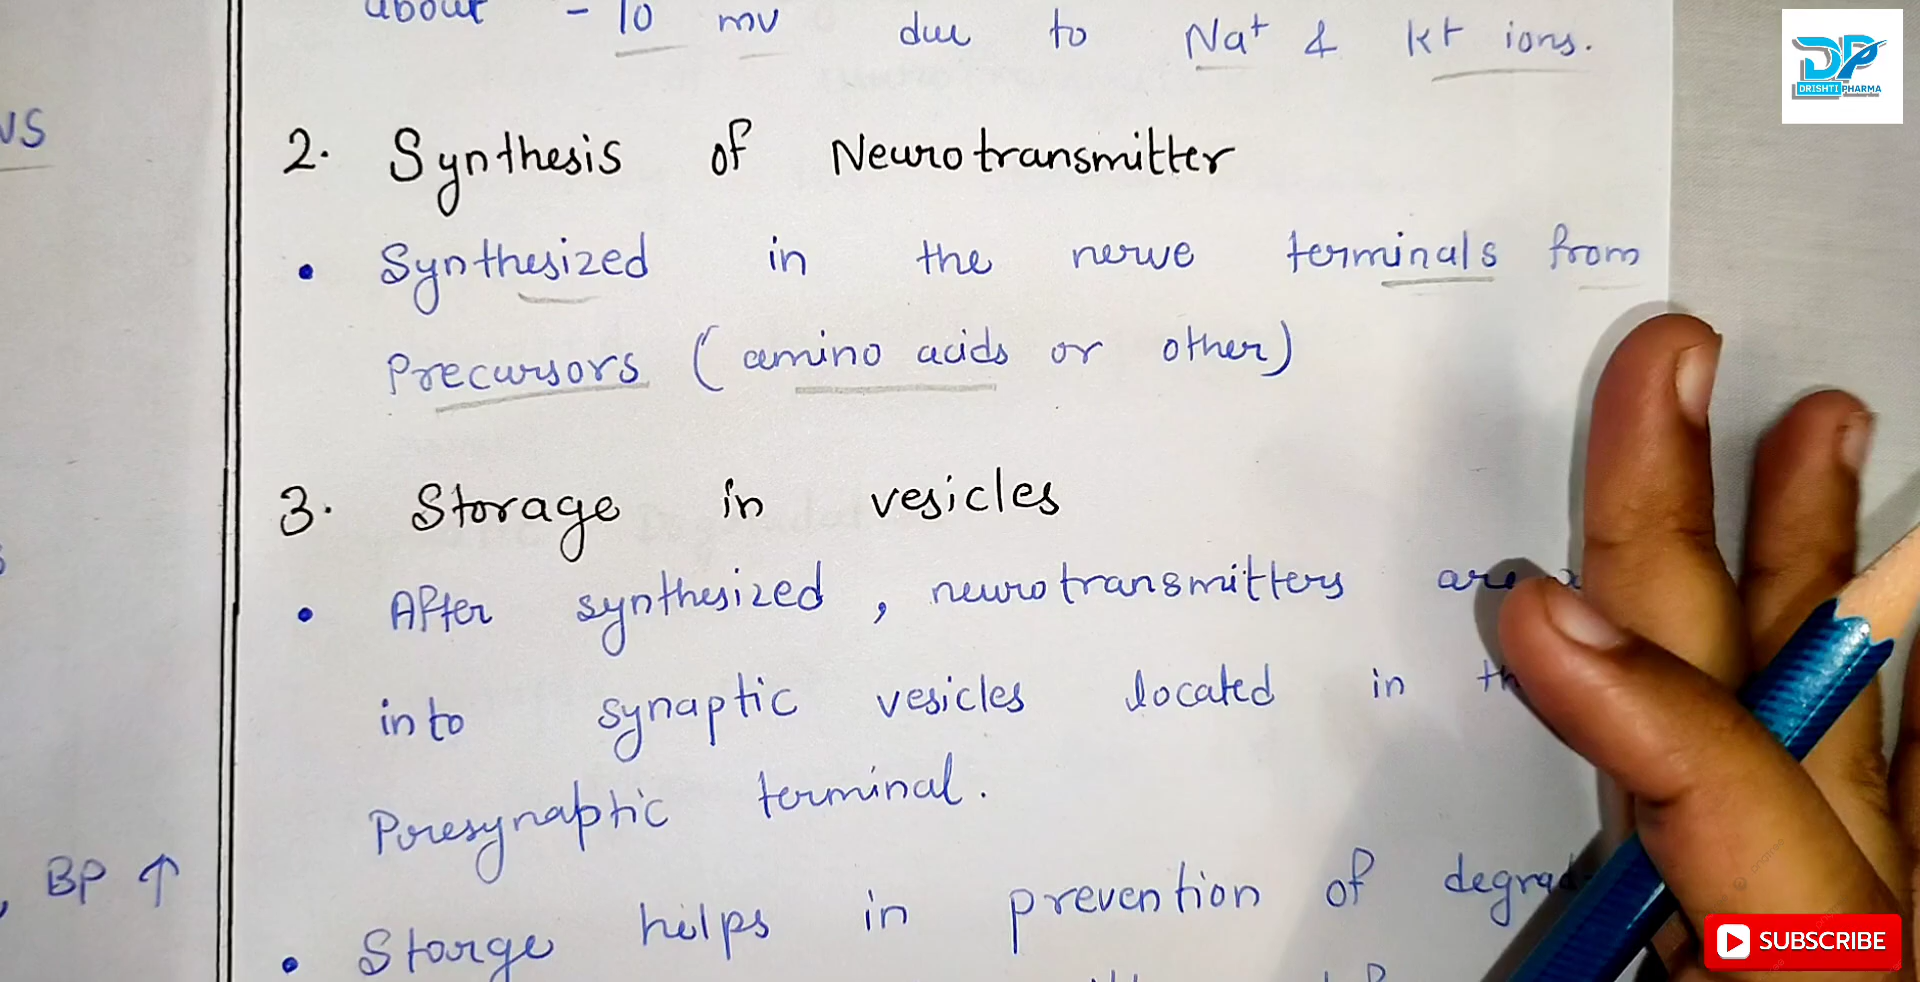 about - 10 mv due to Na+ & K+ ions.
2. Synthesis of Neurotransmitter
• Synthesized in the nerve terminals from
Precursors (amino acids or other)
3. Storage in vesicles
• After synthesized, neurotransmitters are
into synaptic vesicles located in
Presynaptic terminal.
BP ↑
• Storge helps in prevention of
DP
DRISHTI PHARMA
SUBSCRIBE